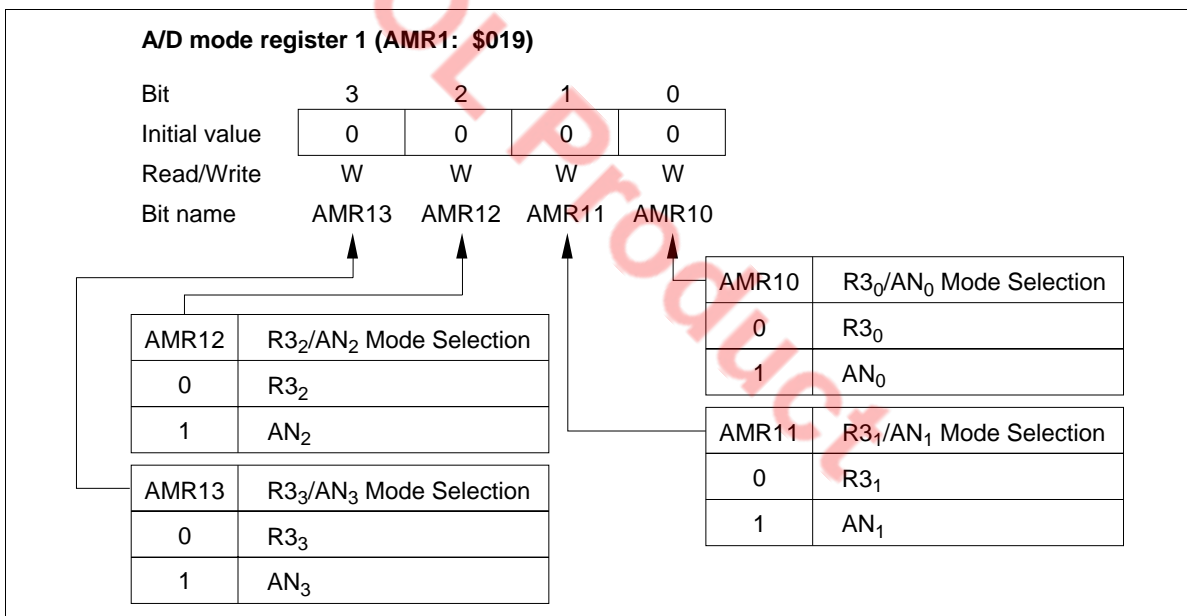 A/D mode register 1 (AMR1: $019)
Bit 3 2 1 0
Initial value 0 0 0 0
Read/Write W W W W
Bit name AMR13 AMR12 AMR11 AMR10
AMR10 R3₀/AN₀ Mode Selection
0 R3₀
1 AN₀
AMR12 R3₂/AN₂ Mode Selection
0 R3₂
1 AN₂
AMR11 R3₁/AN₁ Mode Selection
0 R3₁
1 AN₁
AMR13 R3₃/AN₃ Mode Selection
0 R3₃
1 AN₃
OL Product